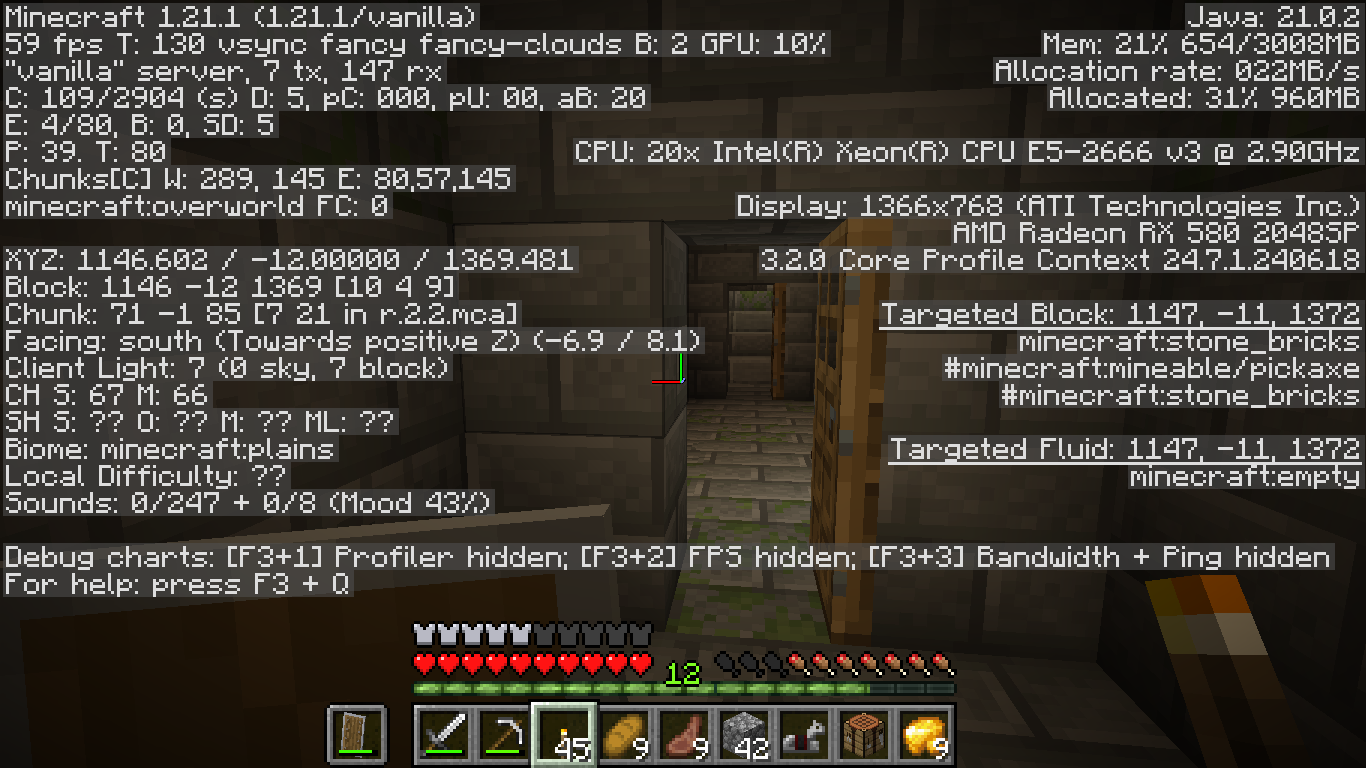 Minecraft 1.21.1 (1.21.1/vanilla)
59 fps T: 130 vsync fancy fancy-clouds B: 2 GPU: 10%
"vanilla" server, 7 tx, 147 rx
C: 109/2904 (s) D: 5, pC: 000, pU: 00, aB: 20
E: 4/80, B: 0, SD: 5
P: 39. T: 80
Chunks[C] W: 289, 145 E: 80,57,145
minecraft:overworld FC: 0
XYZ: 1146.602 / -12.00000 / 1369.481
Block: 1146 -12 1369 [10 4 9]
Chunk: 71 -1 85 [7 21 in r.2.2.mca]
Facing: south (Towards positive Z) (-6.9 / 8.1)
Client Light: 7 (0 sky, 7 block)
CH S: 67 M: 66
SH S: ?? O: ?? M: ?? ML: ??
Biome: minecraft:plains
Local Difficulty: ??
Sounds: 0/247 + 0/8 (Mood 43%)
Debug charts: [F3+1] Profiler hidden; [F3+2] FPS hidden; [F3+3] Bandwidth + Ping hidden
For help: press F3 + Q
Java: 21.0.2
Mem: 21% 654/3008MB
Allocation rate: 022MB/s
Allocated: 31% 960MB
CPU: 20x Intel(R) Xeon(R) CPU E5-2666 v3 @ 2.90GHz
Display: 1366x768 (ATI Technologies Inc.)
AMD Radeon RX 580 2048SP
3.2.0 Core Profile Context 24.7.1.240618
Targeted Block: 1147, -11, 1372
minecraft:stone_bricks
#minecraft:mineable/pickaxe
#minecraft:stone_bricks
Targeted Fluid: 1147, -11, 1372
minecraft:empty
12
45 9 9 42 9